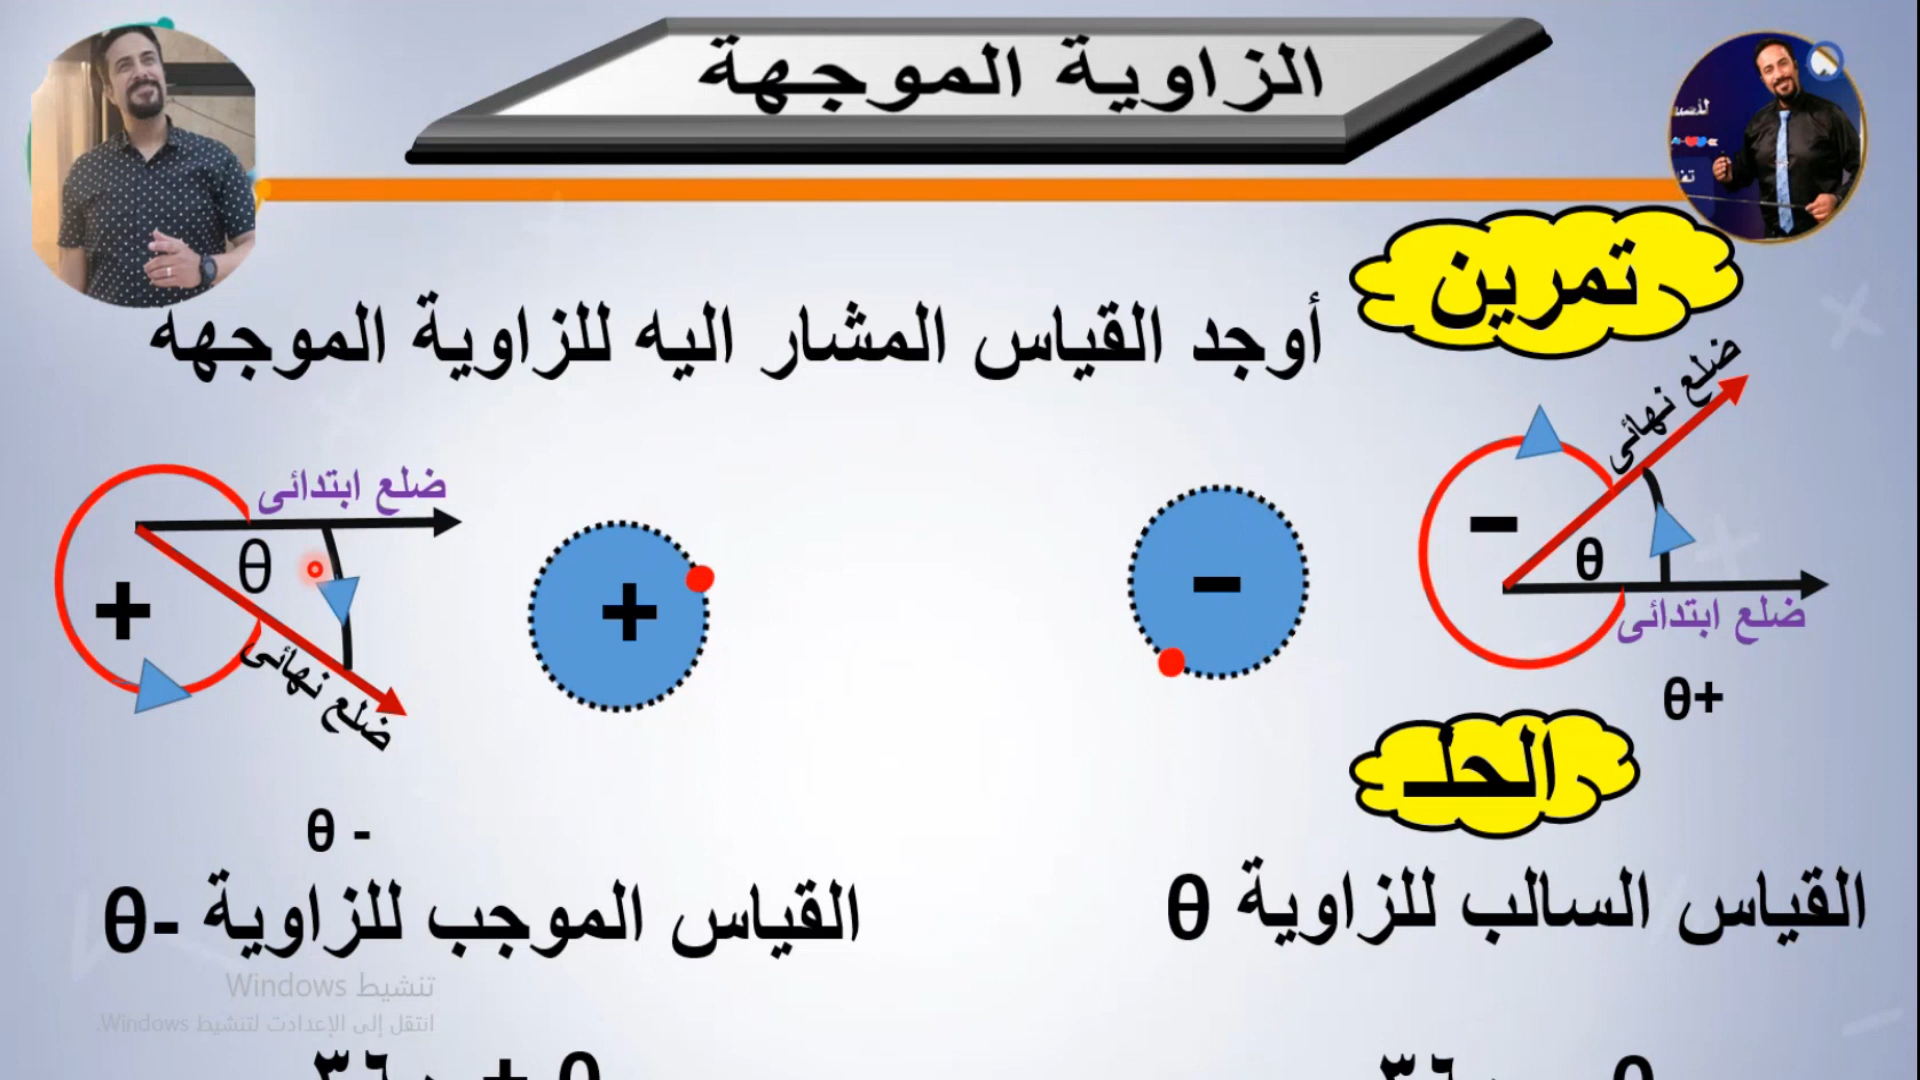 الزاوية الموجهة
تمرين
أوجد القياس المشار اليه للزاوية الموجهه
ضلع نهائى
-
θ
ضلع ابتدائى
θ+
-
+
ضلع ابتدائى
θ
+
ضلع نهائى
θ -
الحل
القياس السالب للزاوية θ
القياس الموجب للزاوية -θ
تنشيط Windows
انتقل إلى الإعدادت لتنشيط Windows.